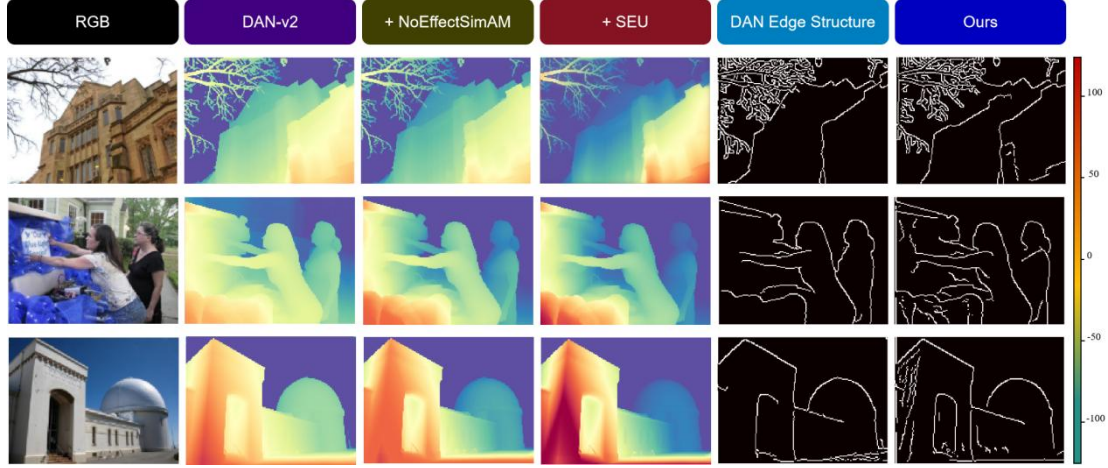 RGB
DAN-v2
+ NoEffectSimAM
+ SEU
DAN Edge Structure
Ours
100
50
0
-50
-100